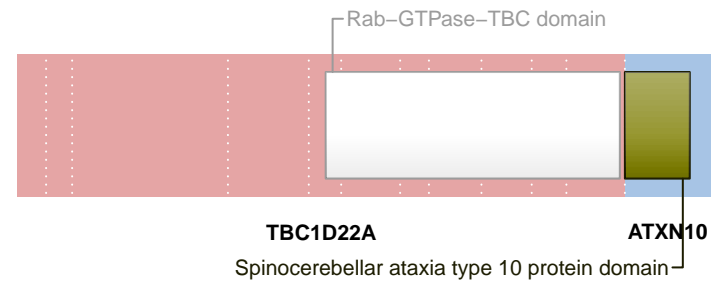 Rab−GTPase−TBC domain
TBC1D22A ATXN10
Spinocerebellar ataxia type 10 protein domain